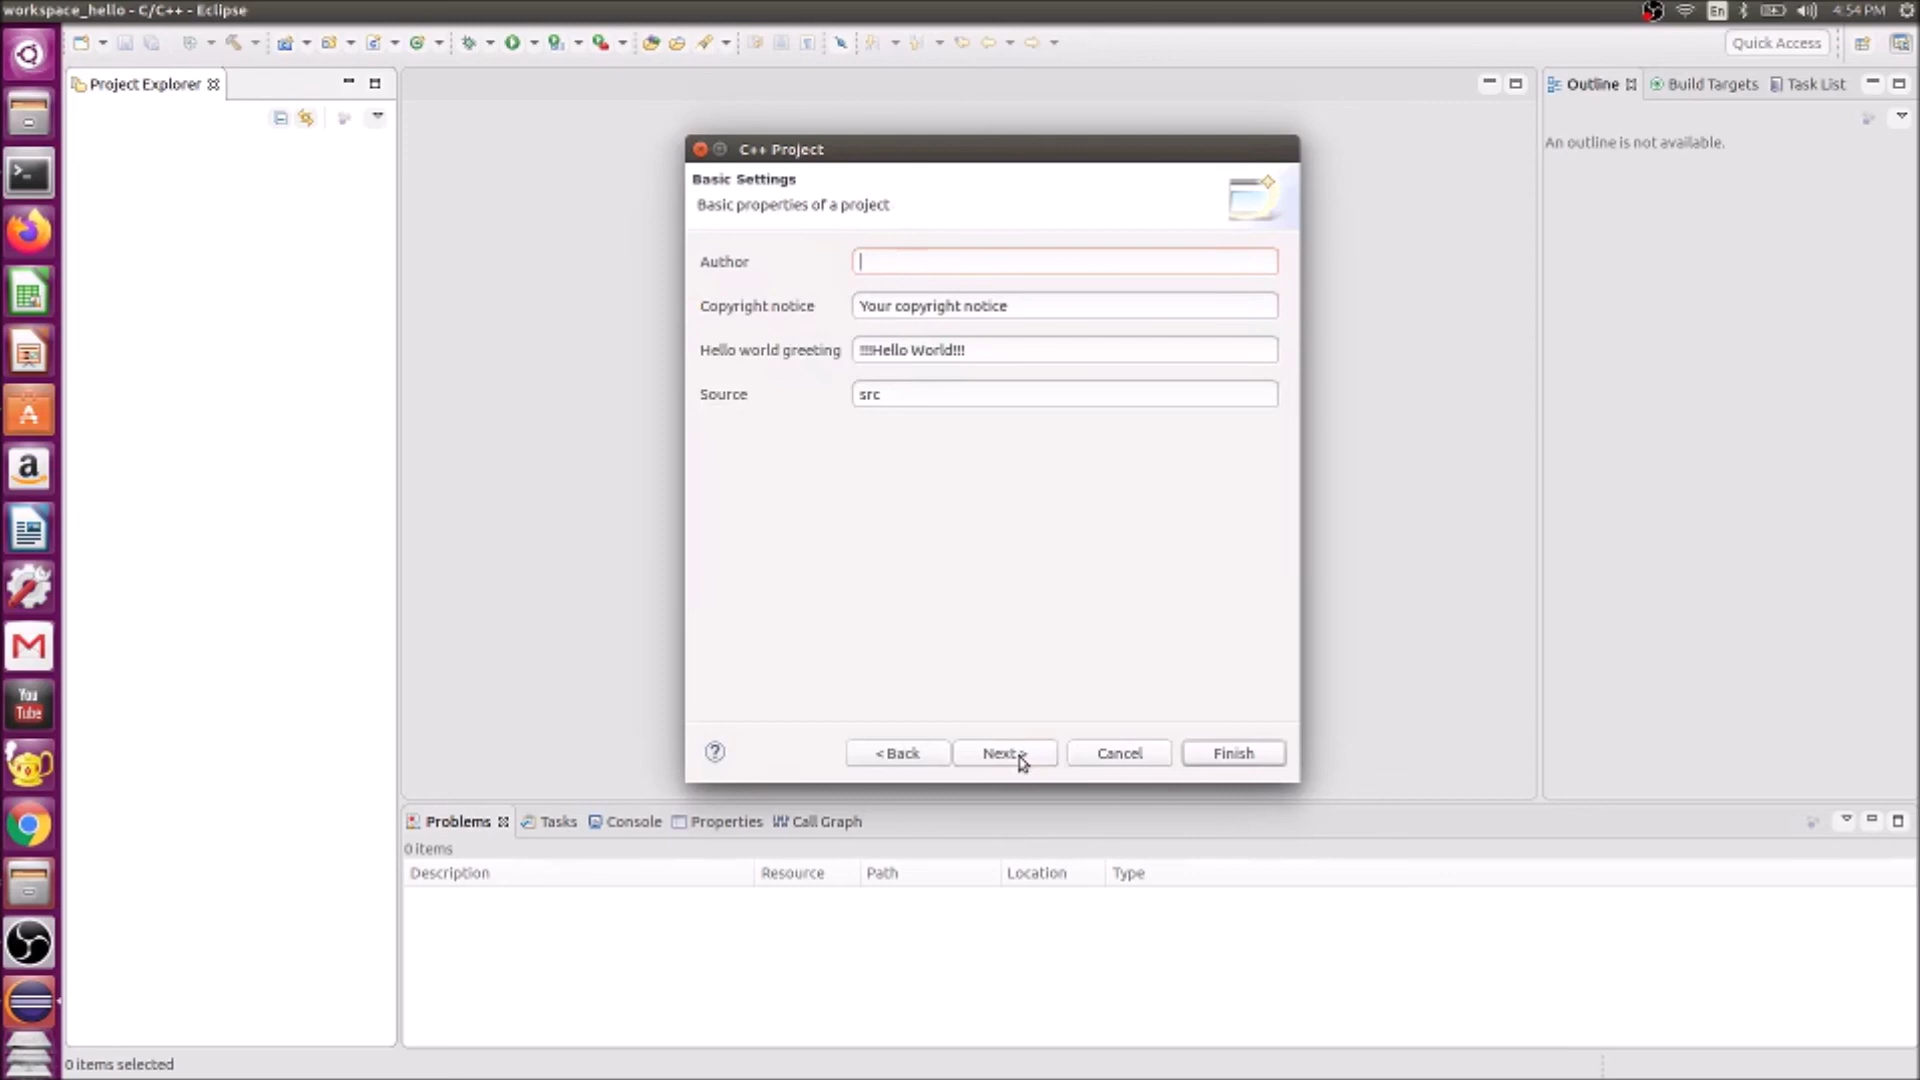 workspace_hello - C/C++ - Eclipse
En
4:54 PM
Quick Access
Project Explorer
Outline
Build Targets
Task List
An outline is not available.
C++ Project
Basic Settings
Basic properties of a project
Author
Copyright notice
Your copyright notice
Hello world greeting
!!!Hello World!!!
Source
src
?
< Back
Next >
Cancel
Finish
a
You
Tube
Problems
Tasks
Console
Properties
Call Graph
0 items
Description
Resource
Path
Location
Type
0 items selected